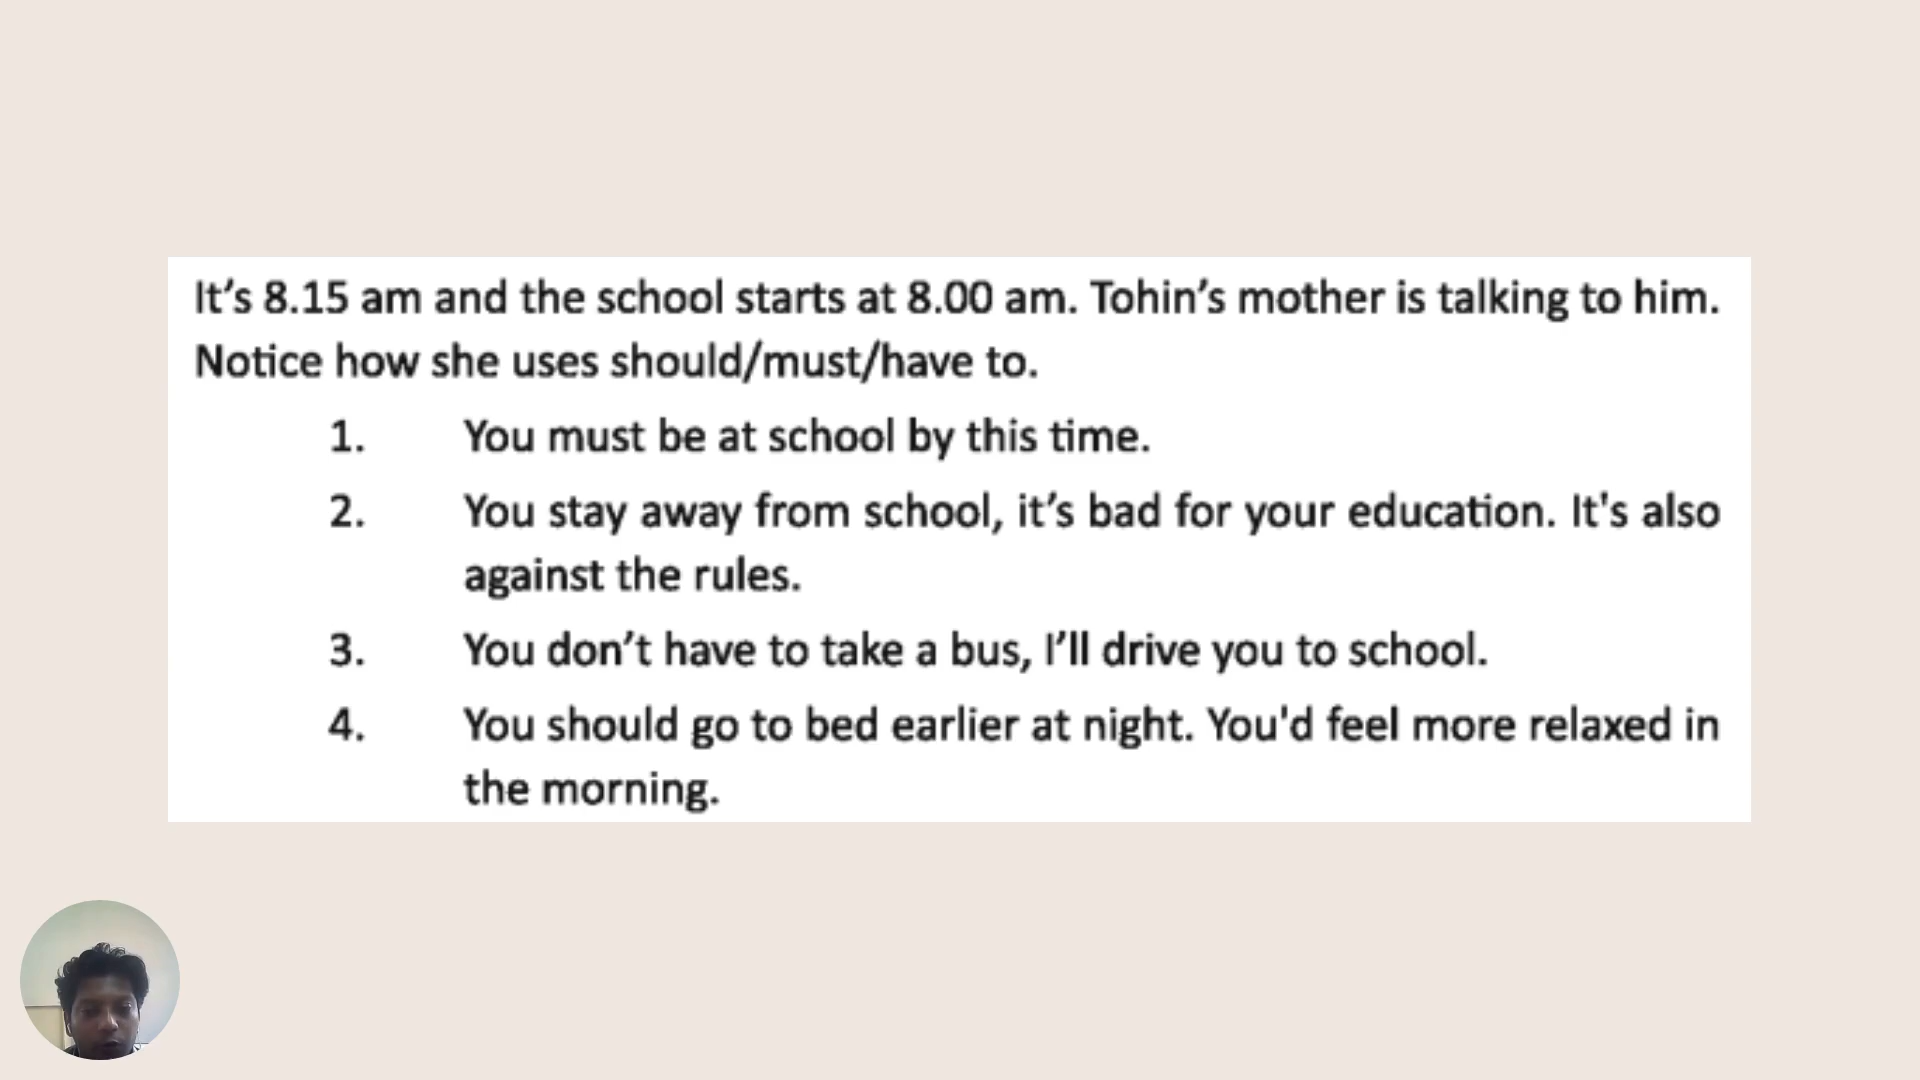 It’s 8.15 am and the school starts at 8.00 am. Tohin’s mother is talking to him.
Notice how she uses should/must/have to.
1. You must be at school by this time.
2. You stay away from school, it’s bad for your education. It's also
against the rules.
3. You don’t have to take a bus, I’ll drive you to school.
4. You should go to bed earlier at night. You'd feel more relaxed in
the morning.